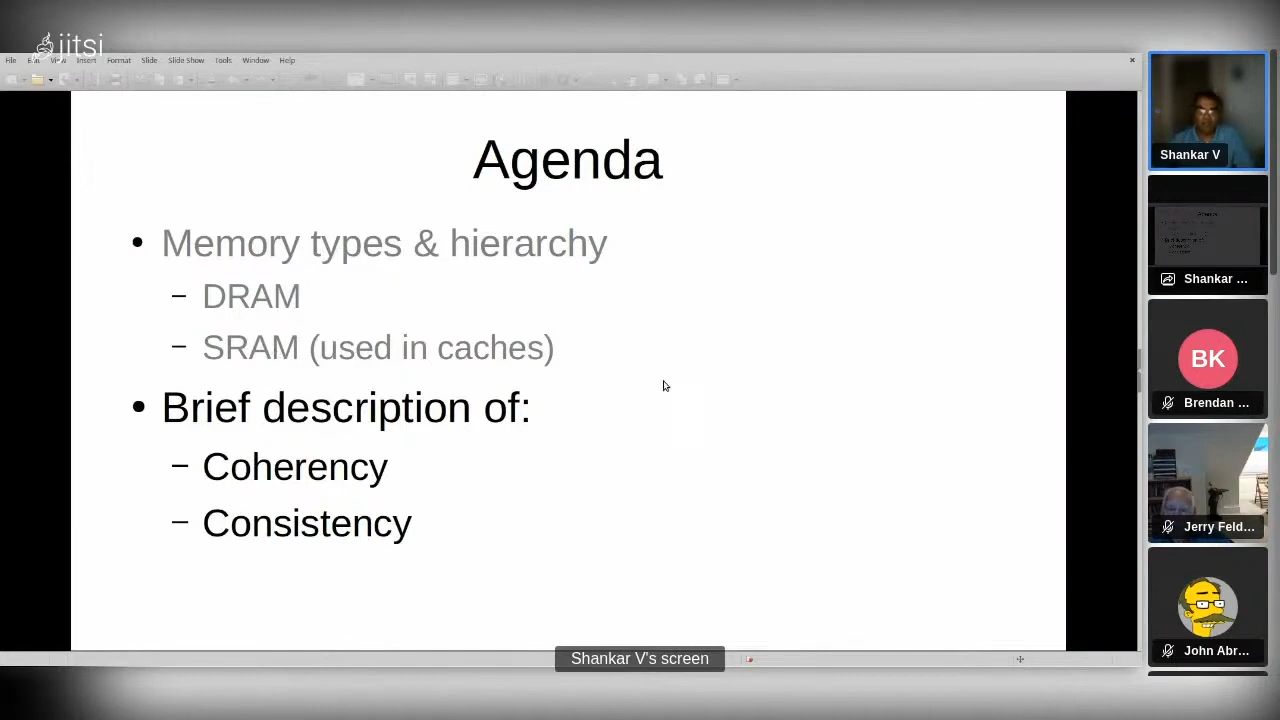 jitsi
File Edit View Insert Format Slide Slide Show Tools Window Help
Agenda
• Memory types & hierarchy
– DRAM
– SRAM (used in caches)
• Brief description of:
– Coherency
– Consistency
Shankar V's screen
Shankar V
Shankar ...
BK
Brendan ...
Jerry Feld...
John Abr...